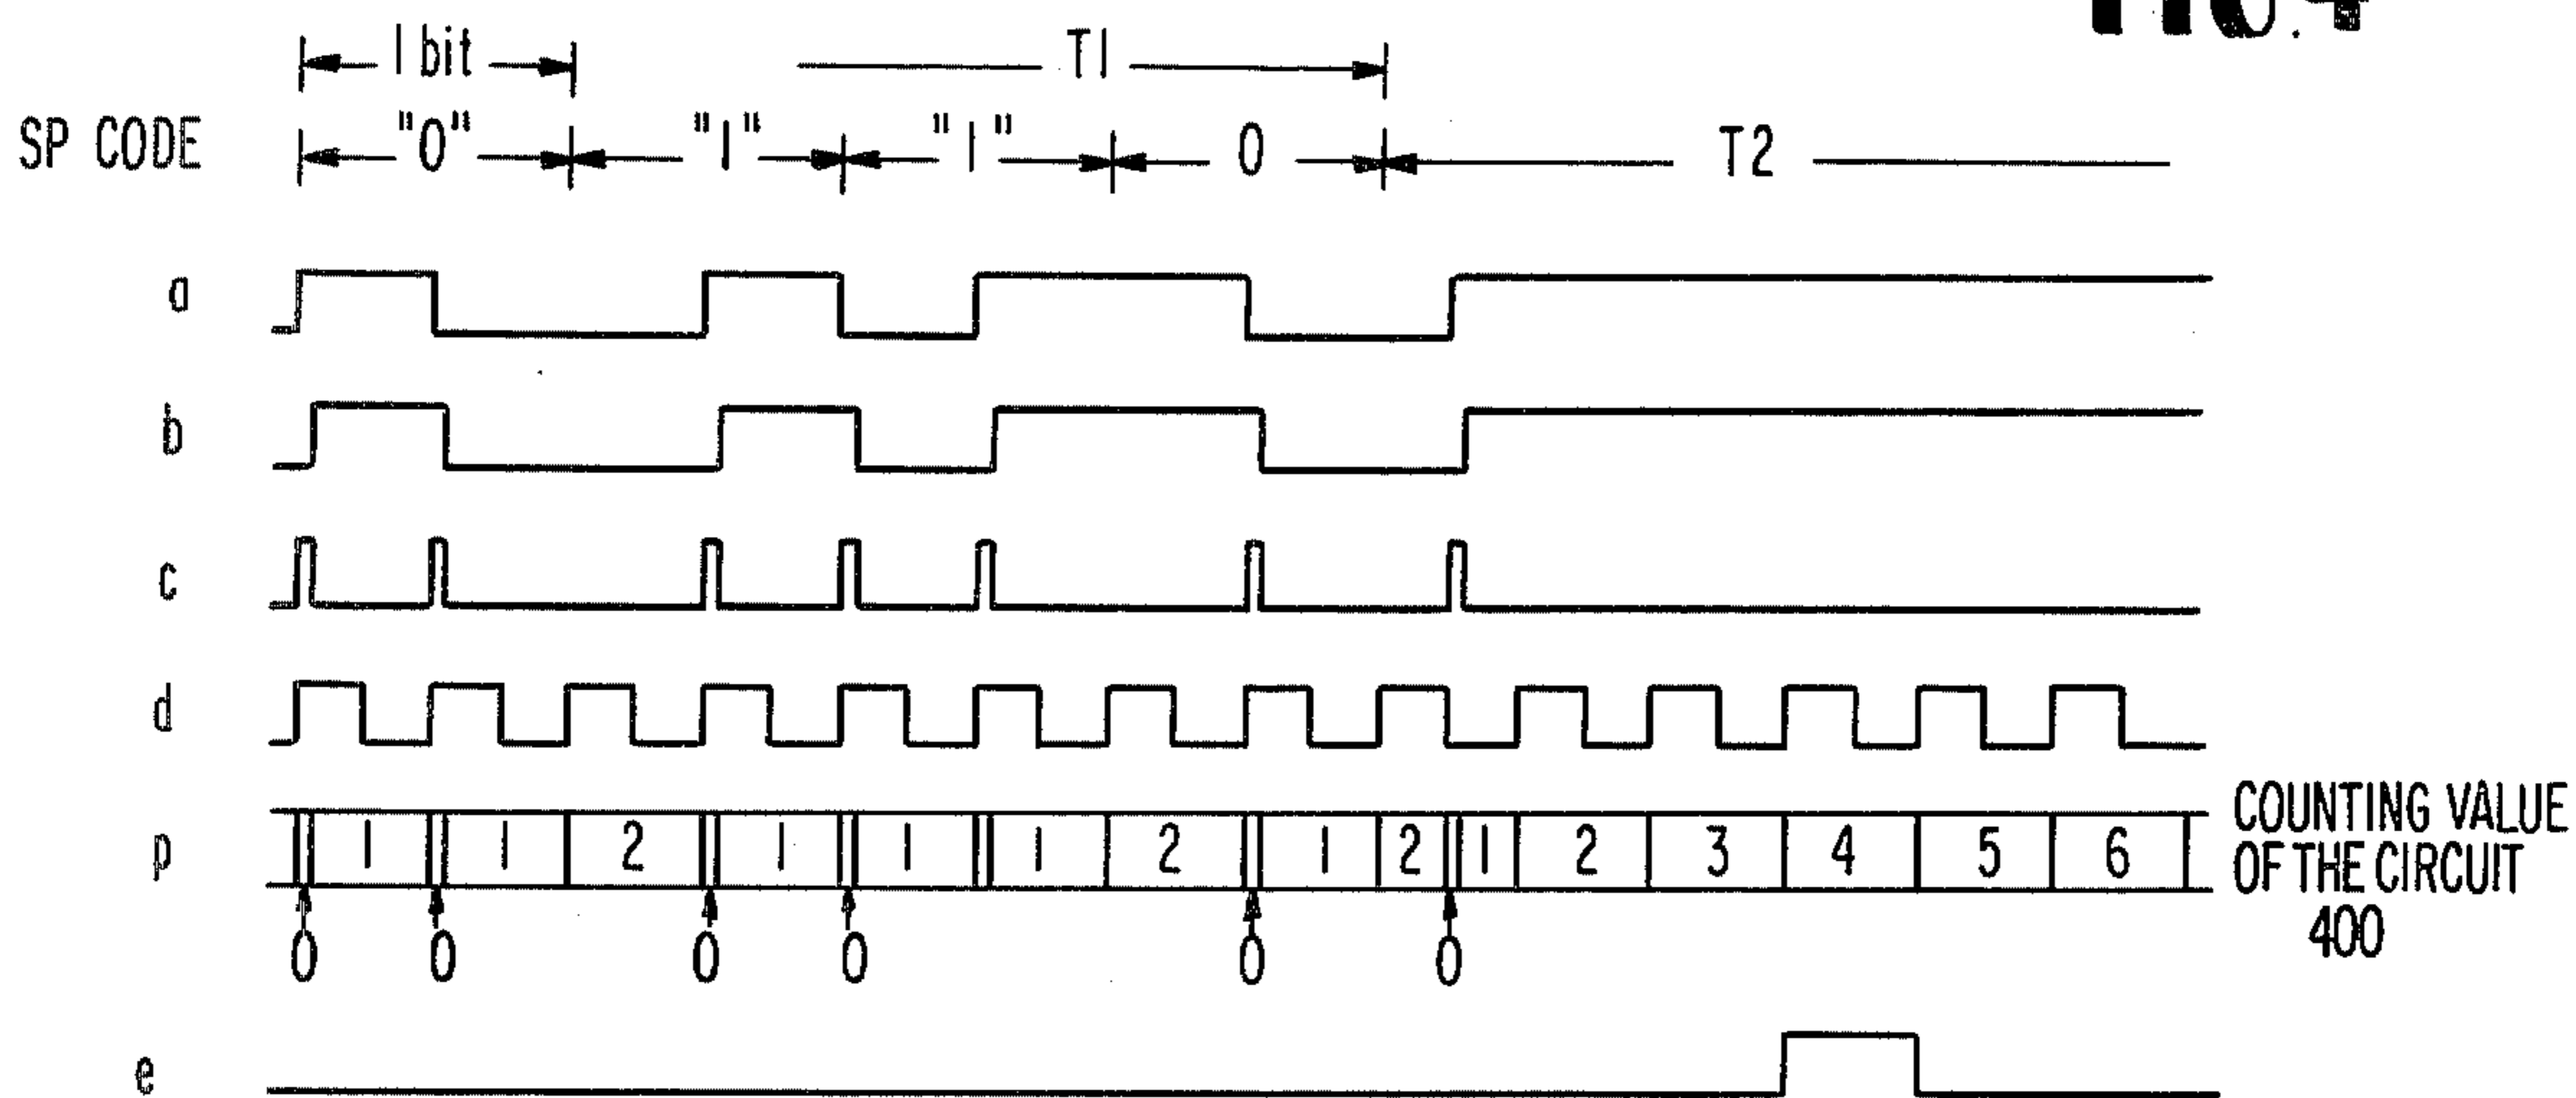 1 bit T1
SP CODE "0" "1" "1" 0 T2
a
b
c
d
p 1 1 2 1 1 1 2 1 2 1 2 3 4 5 6 COUNTING VALUE
OF THE CIRCUIT
400
0 0 0 0 0 0
e